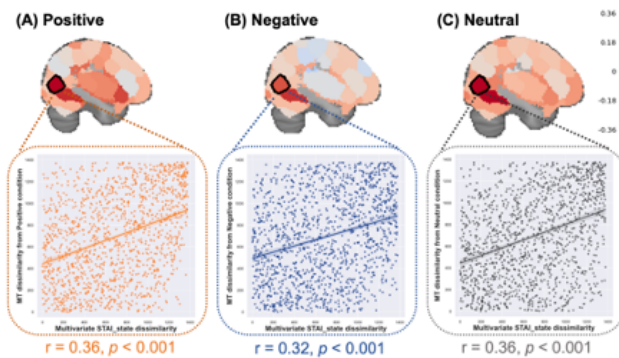 (A) Positive
(B) Negative
(C) Neutral
0.36
0.18
0
-0.18
-0.36
MT dissimilarity from Positive condition
Multivariate STAI_state dissimilarity
r = 0.36, p < 0.001
MT dissimilarity from Negative condition
Multivariate STAI_state dissimilarity
r = 0.32, p < 0.001
MT dissimilarity from Neutral condition
Multivariate STAI_state dissimilarity
r = 0.36, p < 0.001